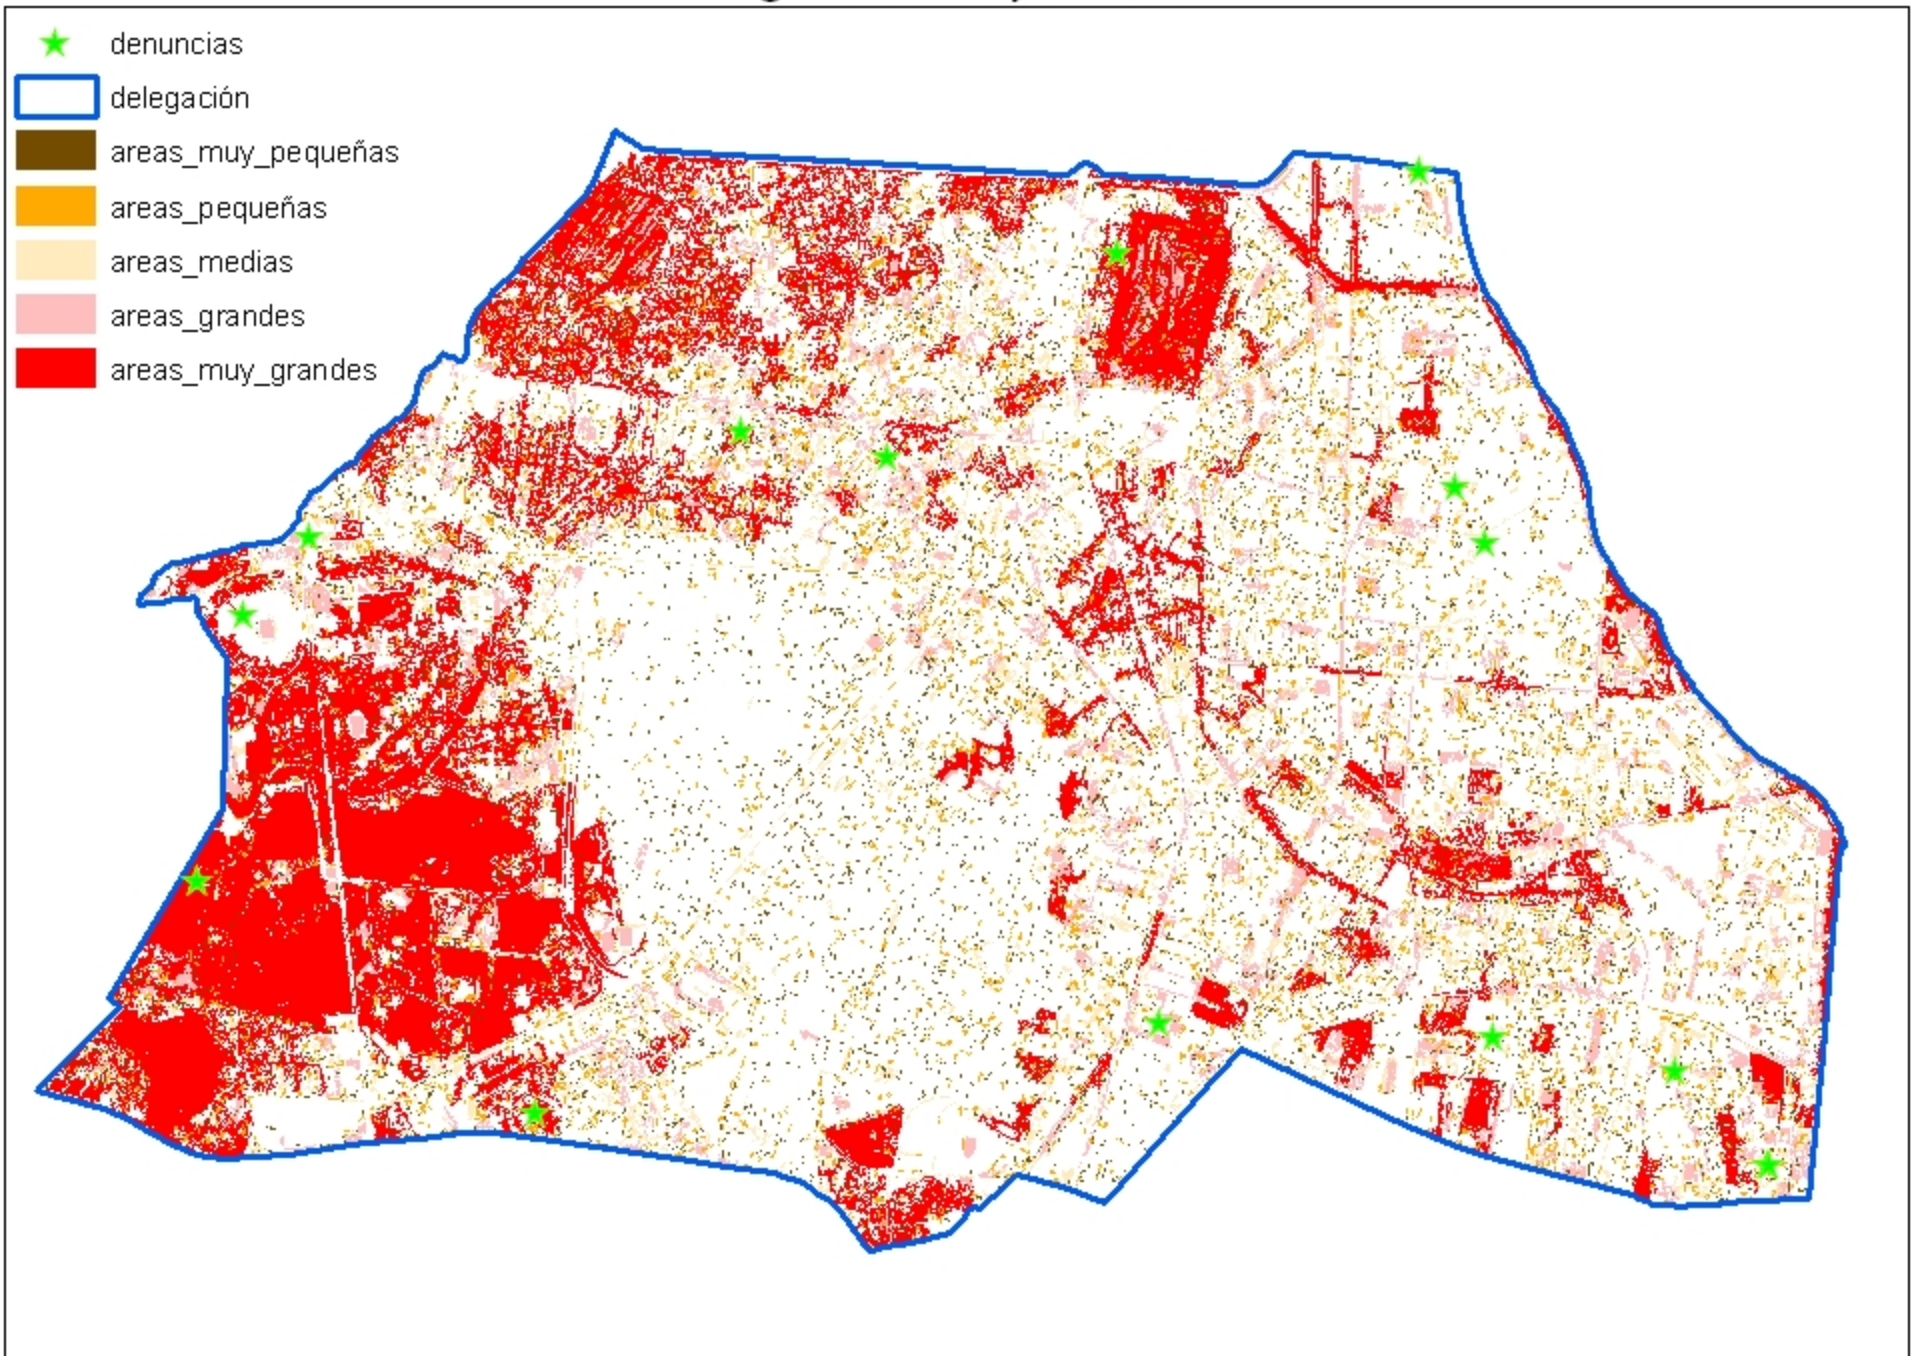 denuncias
delegación
areas_muy_pequeñas
areas_pequeñas
areas_medias
areas_grandes
areas_muy_grandes